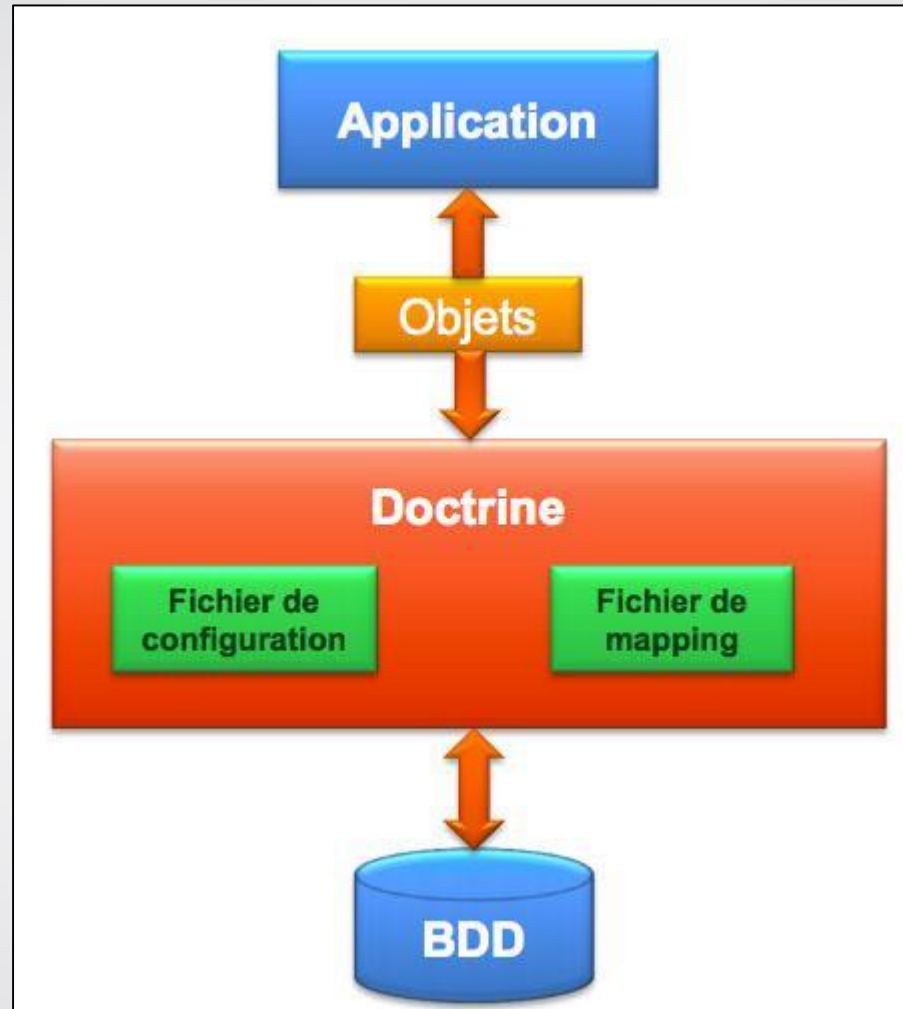 Application
Objets
Doctrine
Fichier de
configuration
Fichier de
mapping
BDD